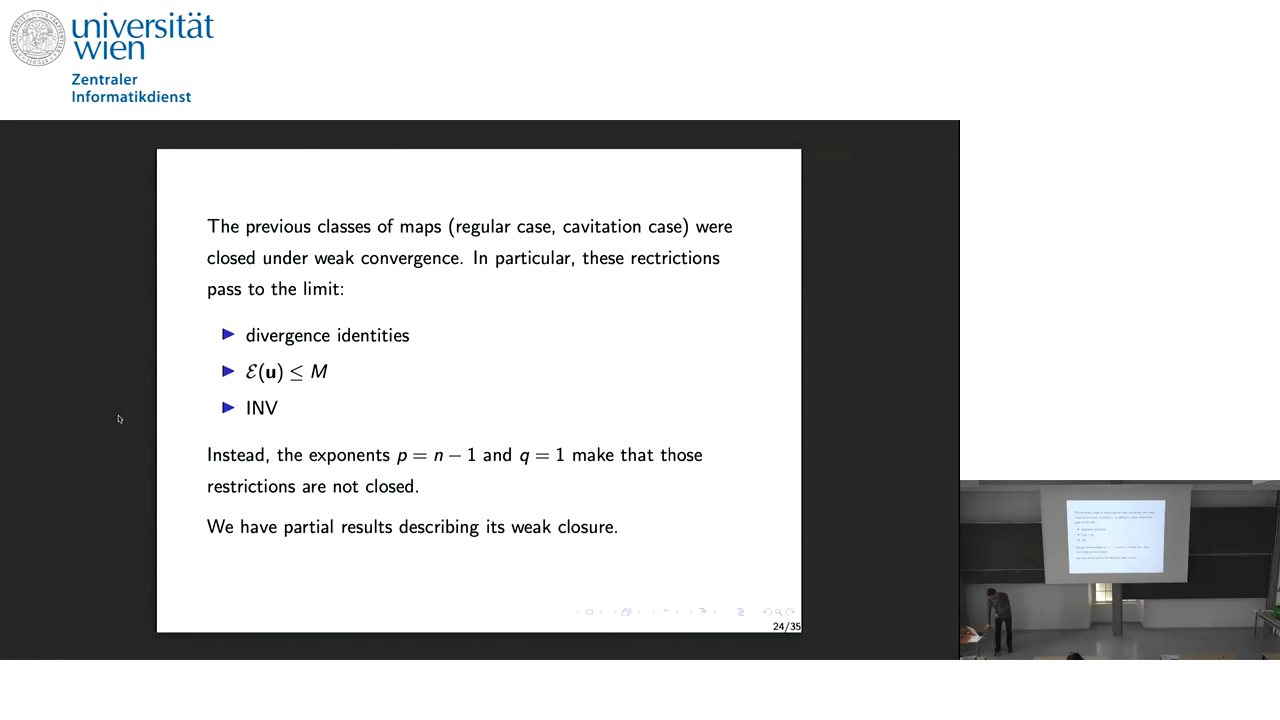 universität
wien
Zentraler
Informatikdienst
The previous classes of maps (regular case, cavitation case) were
closed under weak convergence. In particular, these rectrictions
pass to the limit:
▶ divergence identities
▶ ℰ(u) ≤ M
▶ INV
Instead, the exponents p = n − 1 and q = 1 make that those
restrictions are not closed.
We have partial results describing its weak closure.
24/35